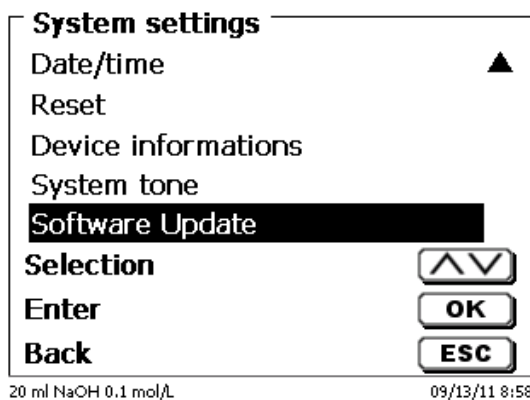 System settings
Date/time
Reset
Device informations
System tone
Software Update
Selection
Enter OK
Back ESC
20 ml NaOH 0.1 mol/L 09/13/11 8:58